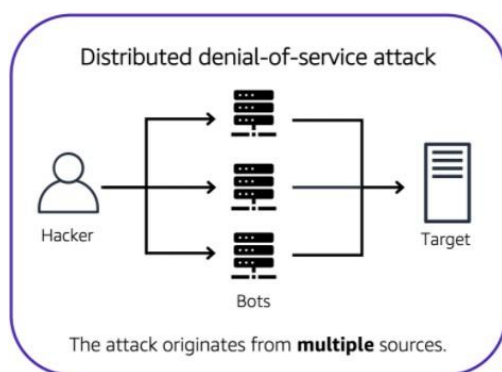 Distributed denial-of-service attack
Hacker
Bots
Target
The attack originates from multiple sources.